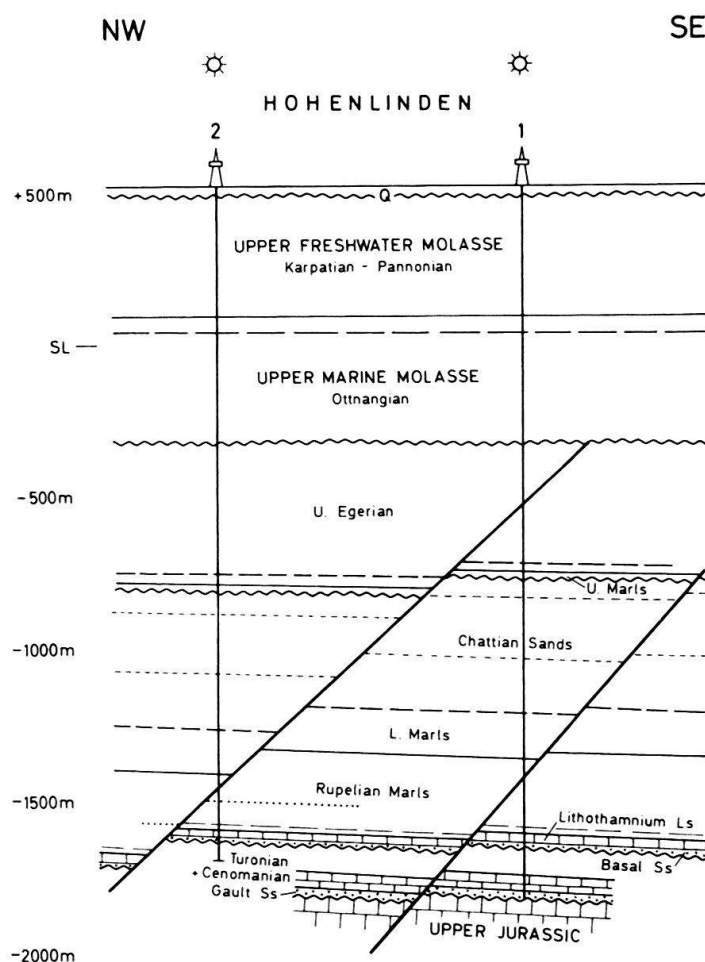 NW
SE
HOHENLINDEN
2
1
+500m
Q
UPPER FRESHWATER MOLASSE
Karpatian - Pannonian
SL
UPPER MARINE MOLASSE
Ottnangian
-500m
U. Egerian
U. Marls
Chattian Sands
-1000m
L. Marls
Rupelian Marls
-1500m
Lithothamnium Ls
Basal Ss
Turonian
+ Cenomanian
Gault Ss
UPPER JURASSIC
-2000m